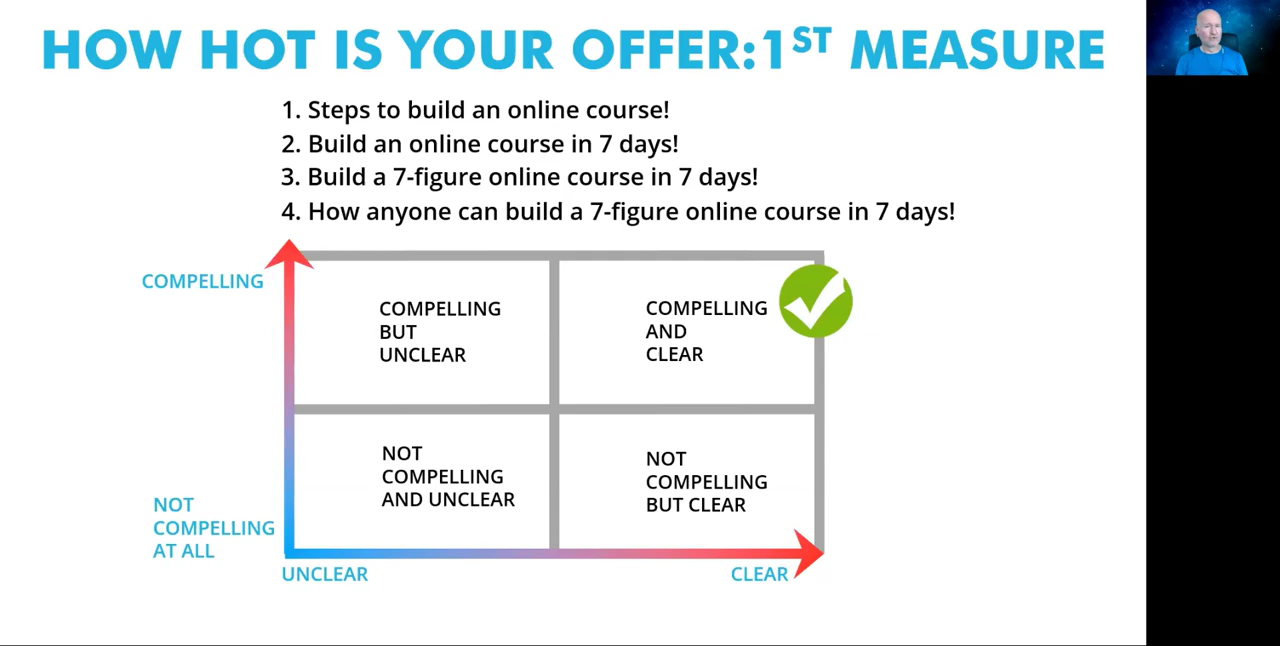 HOW HOT IS YOUR OFFER:1ST MEASURE
1. Steps to build an online course!
2. Build an online course in 7 days!
3. Build a 7-figure online course in 7 days!
4. How anyone can build a 7-figure online course in 7 days!
COMPELLING
COMPELLING
BUT
UNCLEAR
COMPELLING
AND
CLEAR
NOT
COMPELLING
AND UNCLEAR
NOT
COMPELLING
BUT CLEAR
NOT
COMPELLING
AT ALL
UNCLEAR
CLEAR